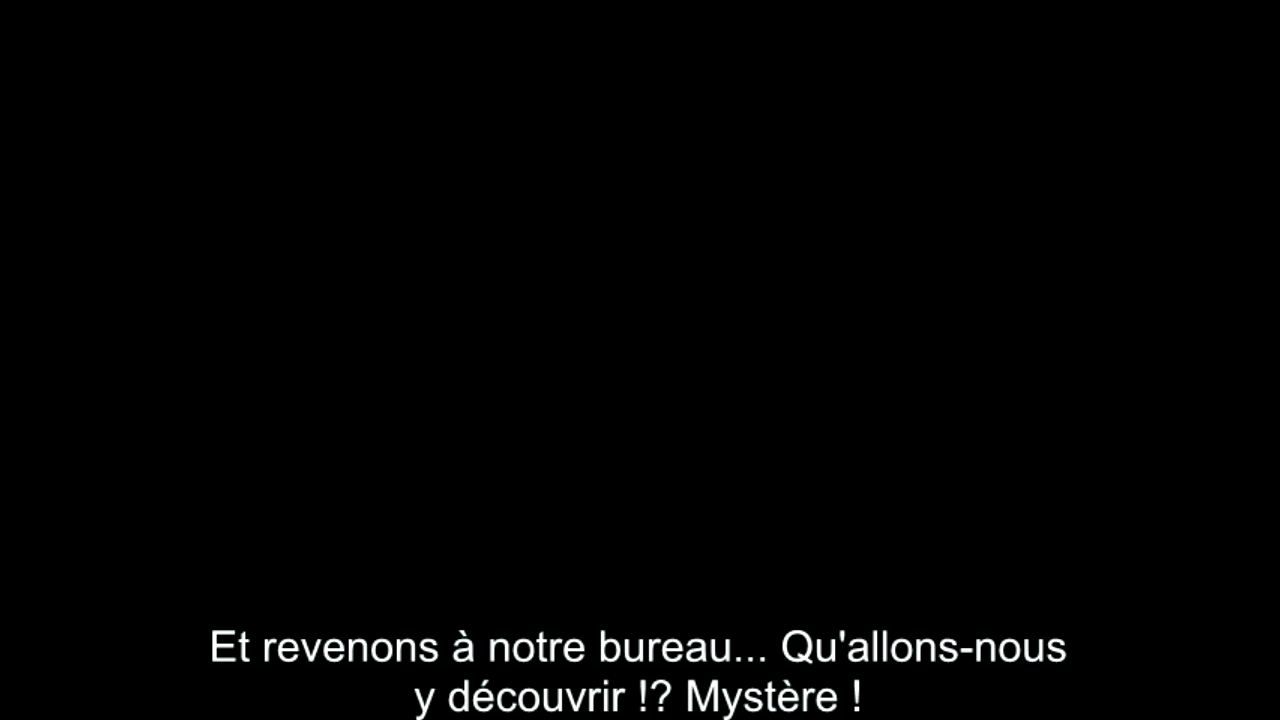 Et revenons à notre bureau... Qu'allons-nous
y découvrir !? Mystère !